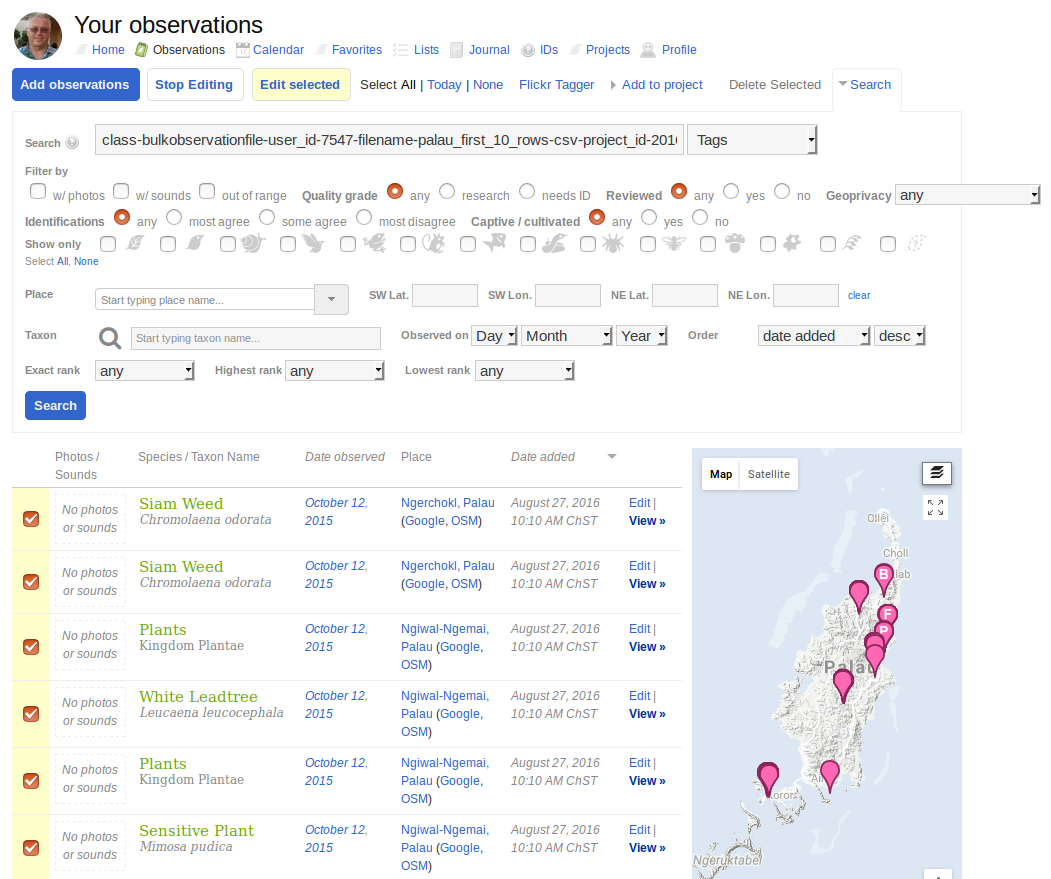 Your observations
Home Observations Calendar Favorites Lists Journal IDs Projects Profile
Add observations Stop Editing Edit selected Select All | Today | None Flickr Tagger Add to project Delete Selected Search
Search ? class-bulkobservationfile-user_id-7547-filename-palau_first_10_rows-csv-project_id-201 Tags
Filter by
w/ photos w/ sounds out of range Quality grade any research needs ID Reviewed any yes no Geoprivacy any
Identifications any most agree some agree most disagree Captive / cultivated any yes no
Show only
Select All, None
Place Start typing place name... SW Lat. SW Lon. NE Lat. NE Lon. clear
Taxon Start typing taxon name... Observed on Day Month Year Order date added desc
Exact rank any Highest rank any Lowest rank any
Search
Photos / Sounds Species / Taxon Name Date observed Place Date added
No photos or sounds
Siam Weed
Chromolaena odorata
October 12, 2015
Ngerchokl, Palau (Google, OSM)
August 27, 2016 10:10 AM ChST
Edit |
View »
No photos or sounds
Siam Weed
Chromolaena odorata
October 12, 2015
Ngerchokl, Palau (Google, OSM)
August 27, 2016 10:10 AM ChST
Edit |
View »
No photos or sounds
Plants
Kingdom Plantae
October 12, 2015
Ngiwal-Ngemai, Palau (Google, OSM)
August 27, 2016 10:10 AM ChST
Edit |
View »
No photos or sounds
White Leadtree
Leucaena leucocephala
October 12, 2015
Ngiwal-Ngemai, Palau (Google, OSM)
August 27, 2016 10:10 AM ChST
Edit |
View »
No photos or sounds
Plants
Kingdom Plantae
October 12, 2015
Ngiwal-Ngemai, Palau (Google, OSM)
August 27, 2016 10:10 AM ChST
Edit |
View »
No photos or sounds
Sensitive Plant
Mimosa pudica
October 12, 2015
Ngiwal-Ngemai, Palau (Google, OSM)
August 27, 2016 10:10 AM ChST
Edit |
View »
Map Satellite
Ollei
Choll
B
lab
F
P
Palau
Koror
Ngeruktabel